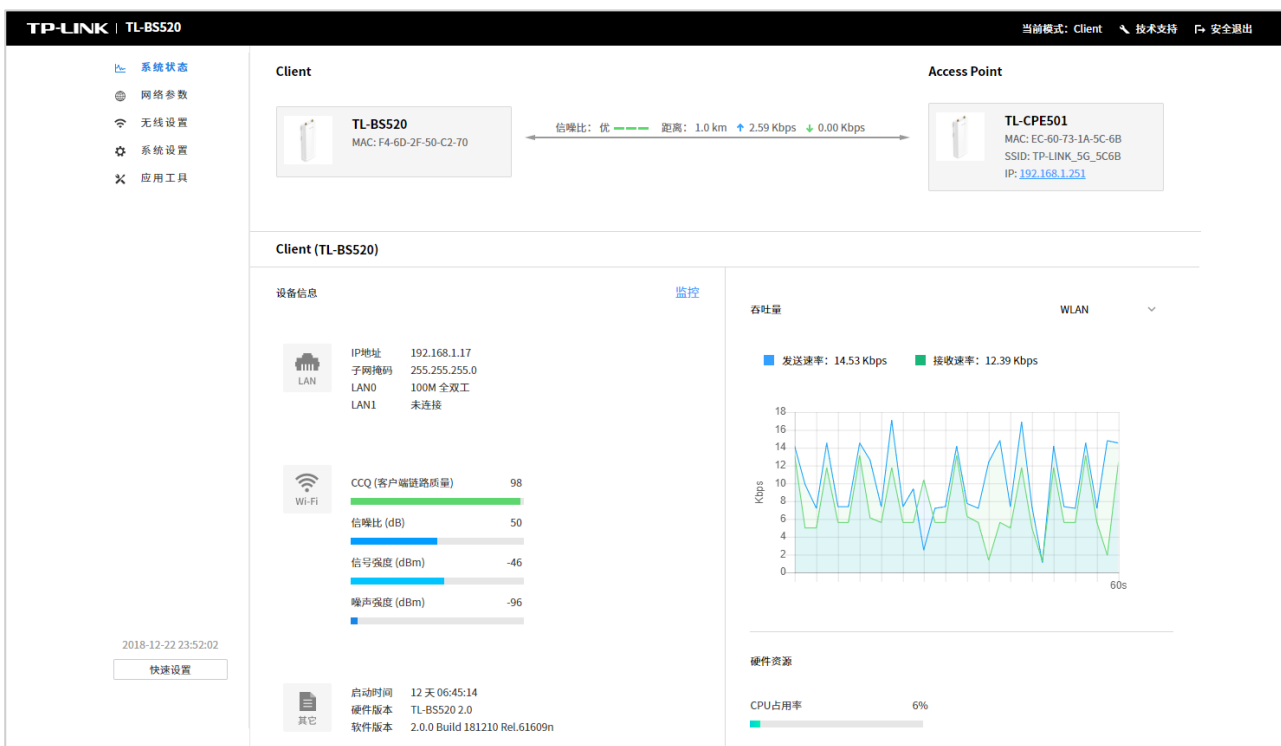 TP-LINK | TL-BS520
当前模式：Client 技术支持 安全退出
系统状态
网络参数
无线设置
系统设置
应用工具
2018-12-22 23:52:02
快速设置
Client
TL-BS520
MAC: F4-6D-2F-50-C2-70
信噪比： 优 距离： 1.0 km 2.59 Kbps 0.00 Kbps
Access Point
TL-CPE501
MAC: EC-60-73-1A-5C-6B
SSID: TP-LINK_5G_5C6B
IP: 192.168.1.251
Client (TL-BS520)
设备信息 监控
LAN
IP地址 192.168.1.17
子网掩码 255.255.255.0
LAN0 100M 全双工
LAN1 未连接
Wi-Fi
CCQ (客户端链路质量) 98
信噪比 (dB) 50
信号强度 (dBm) -46
噪声强度 (dBm) -96
其它
启动时间 12 天 06:45:14
硬件版本 TL-BS520 2.0
软件版本 2.0.0 Build 181210 Rel.61609n
吞吐量 WLAN
发送速率：14.53 Kbps 接收速率：12.39 Kbps
Kbps
18
16
14
12
10
8
6
4
2
0
60s
硬件资源
CPU占用率 6%